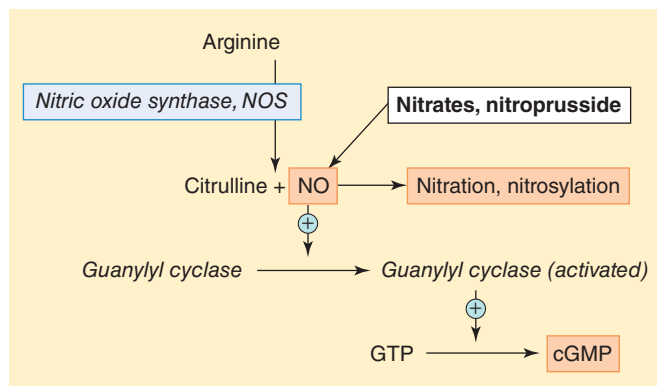 Arginine
Nitric oxide synthase, NOS
Nitrates, nitroprusside
Citrulline + NO
Nitration, nitrosylation
+
Guanylyl cyclase
Guanylyl cyclase (activated)
+
GTP
cGMP